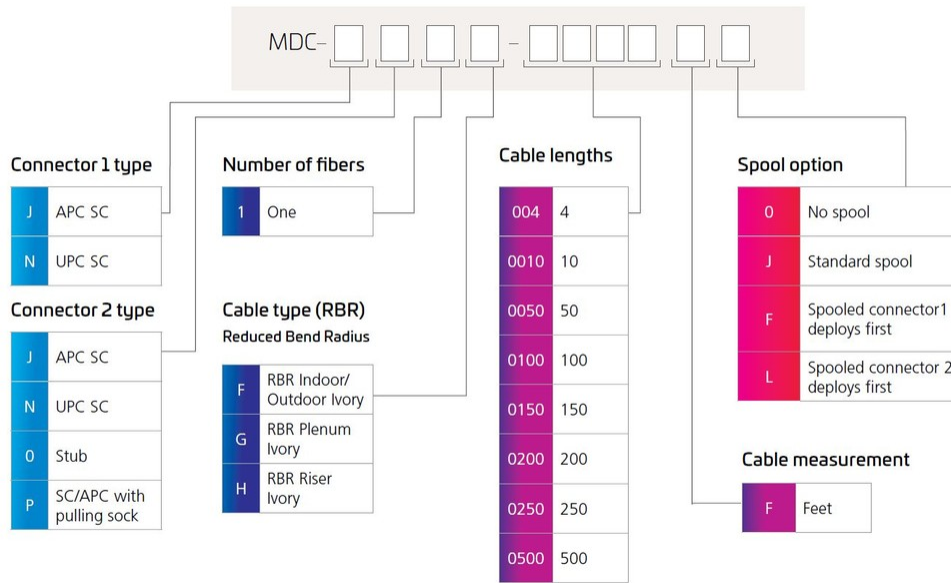 MDC- –
Connector 1 type
J APC SC
N UPC SC
Connector 2 type
J APC SC
N UPC SC
0 Stub
P SC/APC with
pulling sock
Number of fibers
1 One
Cable type (RBR)
Reduced Bend Radius
F RBR Indoor/
Outdoor Ivory
G RBR Plenum
Ivory
H RBR Riser
Ivory
Cable lengths
004 4
0010 10
0050 50
0100 100
0150 150
0200 200
0250 250
0500 500
Spool option
0 No spool
J Standard spool
F Spooled connector1
deploys first
L Spooled connector 2
deploys first
Cable measurement
F Feet